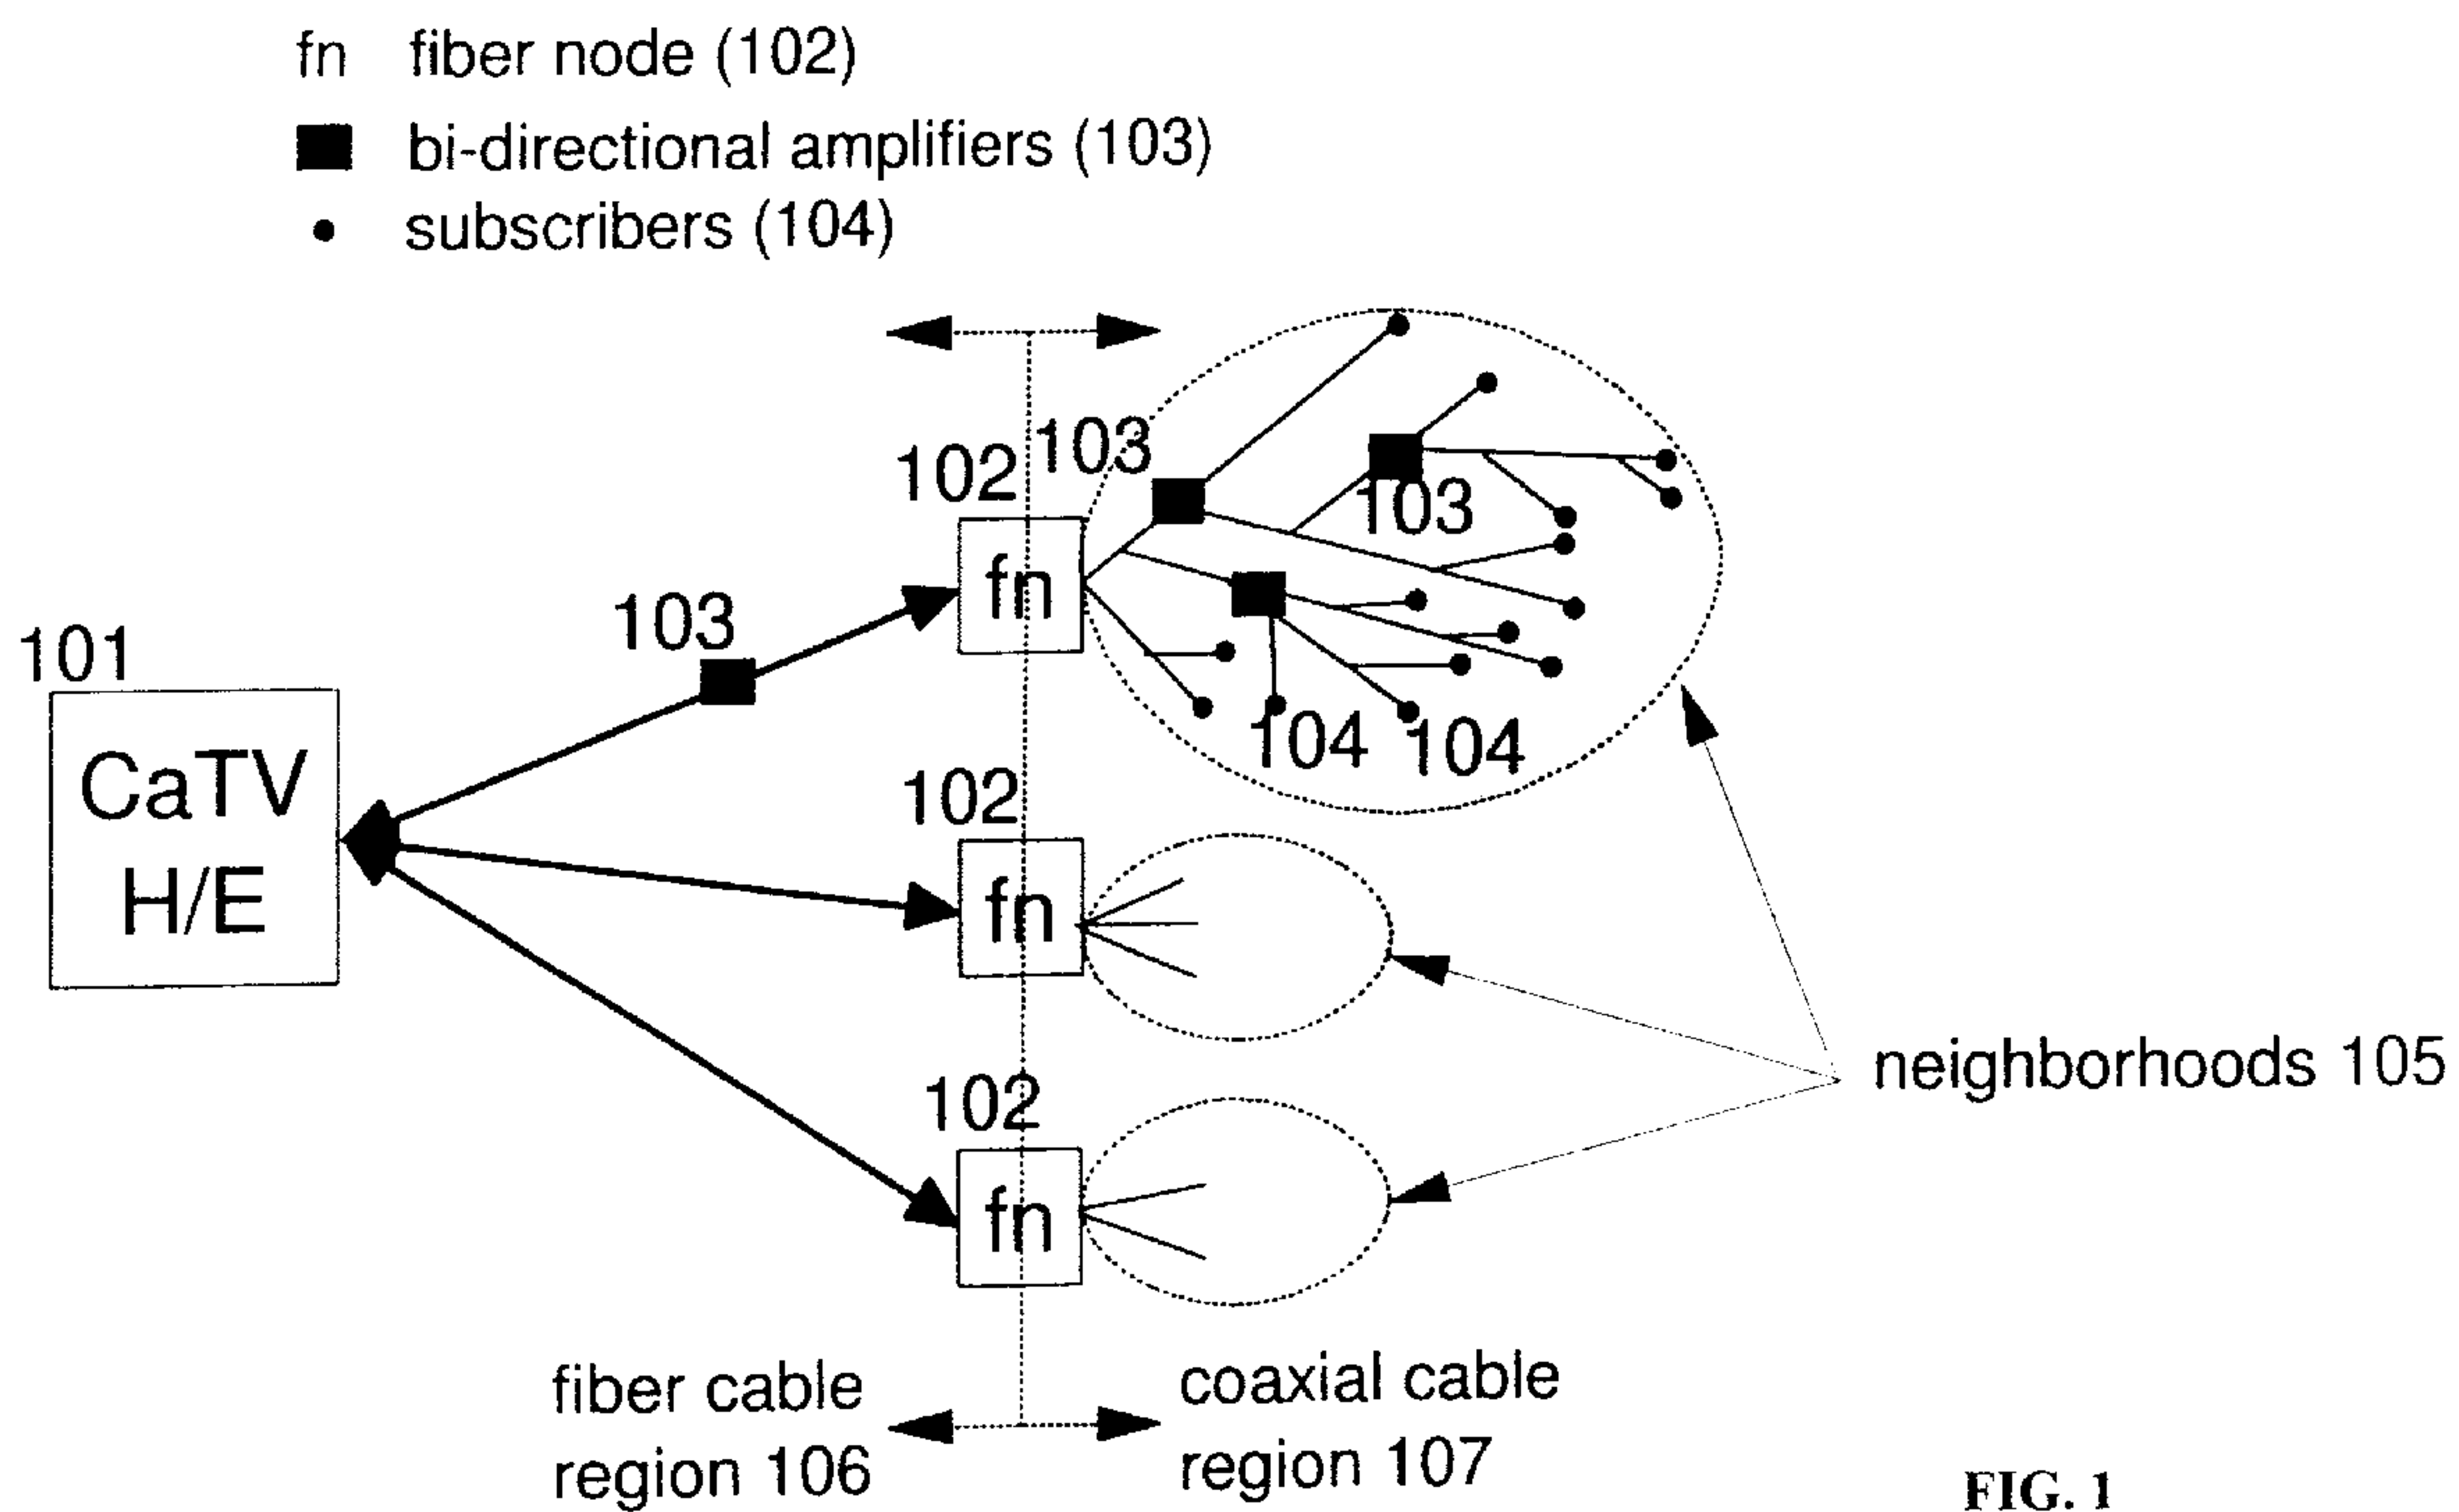 fn fiber node (102)
bi-directional amplifiers (103)
subscribers (104)
103
102
103
103
101
fn
104 104
CaTV
H/E
102
fn
neighborhoods 105
102
fn
fiber cable
region 106
coaxial cable
region 107
FIG. 1